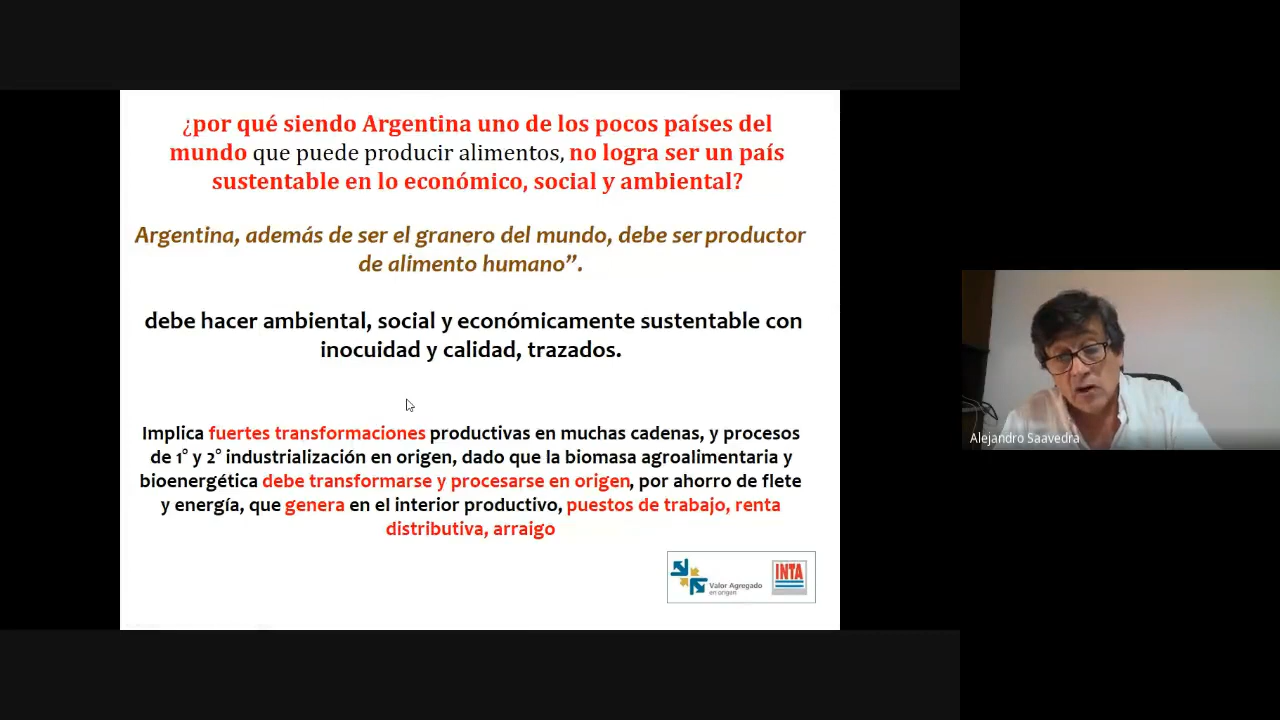 ¿por qué siendo Argentina uno de los pocos países del
mundo que puede producir alimentos, no logra ser un país
sustentable en lo económico, social y ambiental?
Argentina, además de ser el granero del mundo, debe ser productor
de alimento humano”.
debe hacer ambiental, social y económicamente sustentable con
inocuidad y calidad, trazados.
Implica fuertes transformaciones productivas en muchas cadenas, y procesos
de 1° y 2° industrialización en origen, dado que la biomasa agroalimentaria y
bioenergética debe transformarse y procesarse en origen, por ahorro de flete
y energía, que genera en el interior productivo, puestos de trabajo, renta
distributiva, arraigo
Valor Agregado
en origen
INTA
Alejandro Saavedra